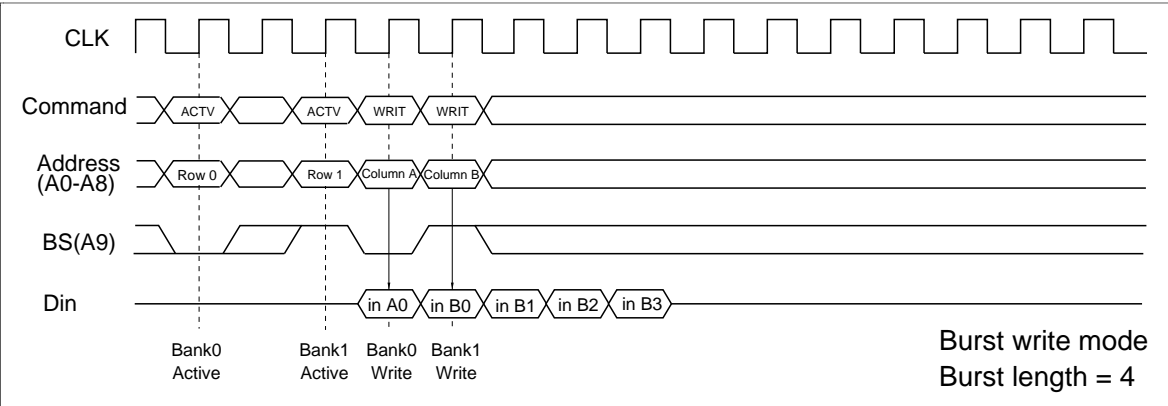 CLK
Command
ACTV
ACTV
WRIT
WRIT
Address
(A0-A8)
Row 0
Row 1
Column A
Column B
BS(A9)
Din
in A0
in B0
in B1
in B2
in B3
Bank0
Active
Bank1
Active
Bank0
Write
Bank1
Write
Burst write mode
Burst length = 4